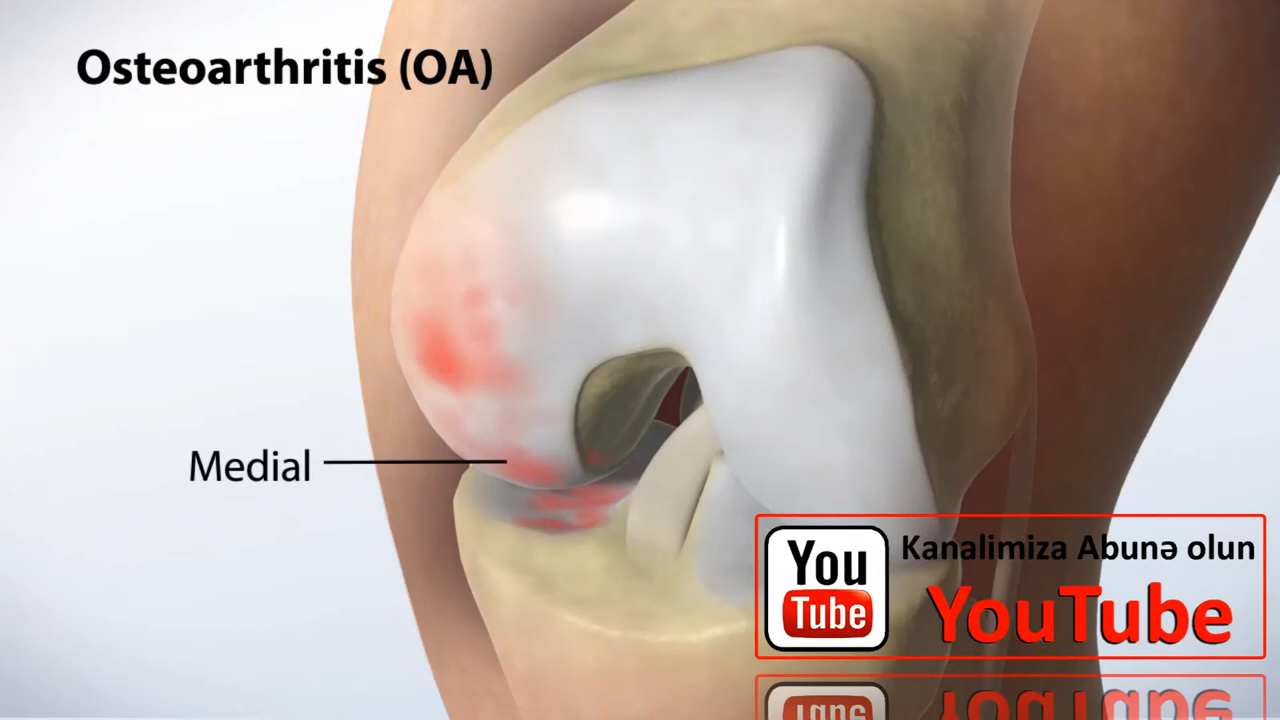 Osteoarthritis (OA)
Medial
You
Tube
Kanalimiza Abunə olun
YouTube